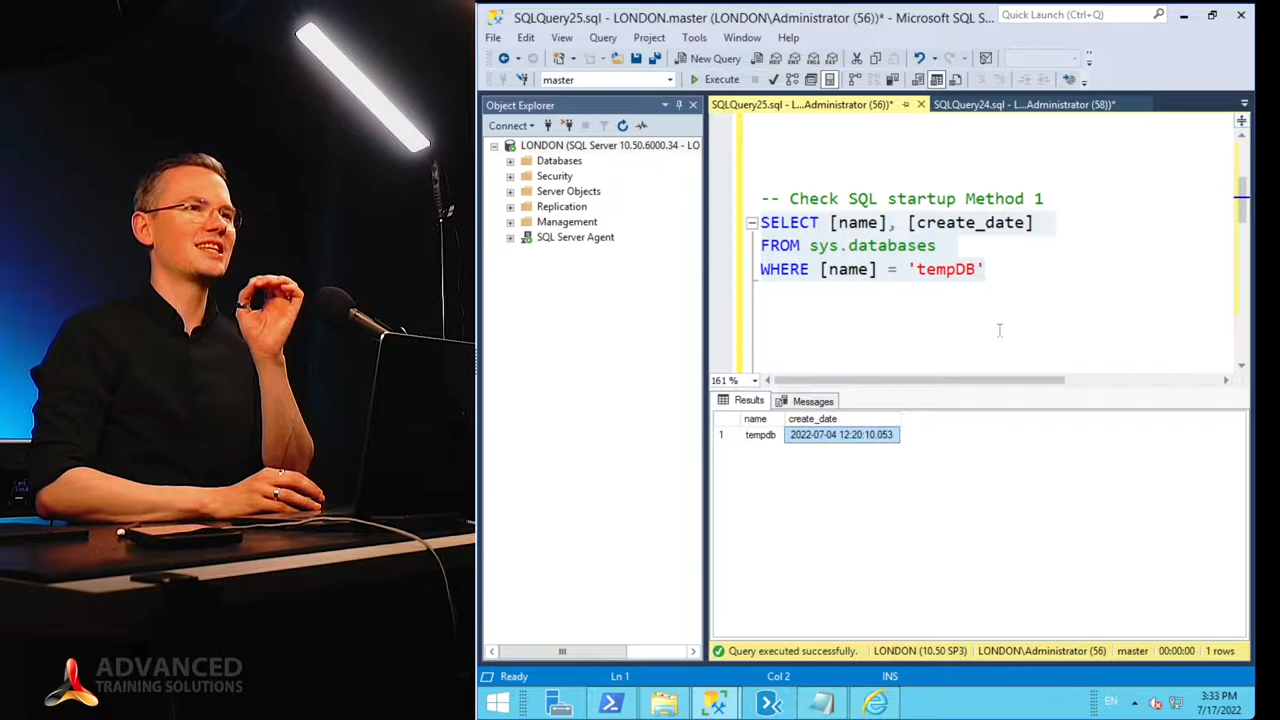 SQLQuery25.sql - LONDON.master (LONDON\Administrator (56))* - Microsoft SQL S...
Quick Launch (Ctrl+Q)
File Edit View Query Project Tools Window Help
New Query
master
Execute
Object Explorer
Connect
LONDON (SQL Server 10.50.6000.34 - LO
Databases
Security
Server Objects
Replication
Management
SQL Server Agent
SQLQuery25.sql - L...Administrator (56))*
SQLQuery24.sql - L...Administrator (58))*
-- Check SQL startup Method 1
SELECT [name], [create_date]
FROM sys.databases
WHERE [name] = 'tempDB'
161 %
Results Messages
name create_date
1 tempdb 2022-07-04 12:20:10.053
Query executed successfully. LONDON (10.50 SP3) LONDON\Administrator (56) master 00:00:00 1 rows
Ready Ln 1 Col 2 INS
EN
3:33 PM
7/17/2022
ADVANCED
TRAINING SOLUTIONS